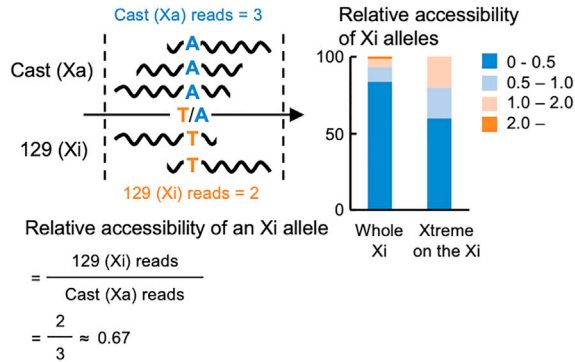 Cast (Xa) reads = 3
A
Cast (Xa)
A
A
T/A
129 (Xi)
T
T
129 (Xi) reads = 2
Relative accessibility
of Xi alleles
100
50
0
0 - 0.5
0.5 – 1.0
1.0 – 2.0
2.0 –
Whole
Xi
Xtreme
on the Xi
Relative accessibility of an Xi allele
= 129 (Xi) reads
Cast (Xa) reads
= 2
3 ≈ 0.67